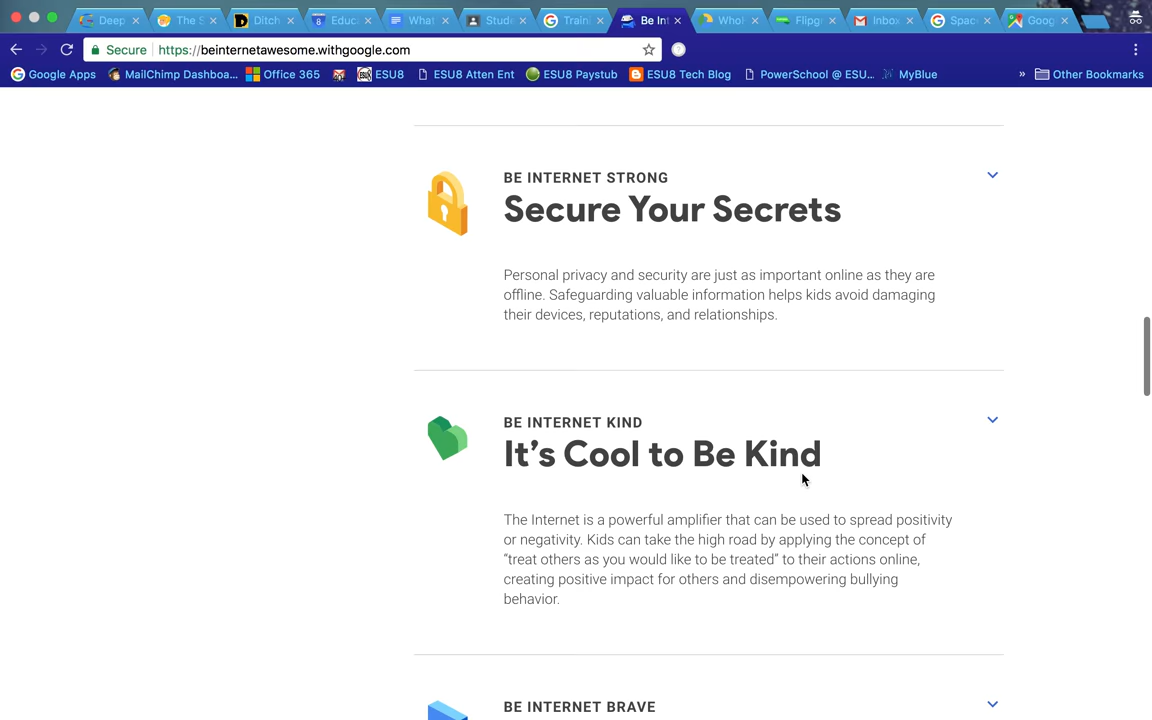 Deep The S Ditch Educ What Stude Traini Be Int Who! Flipgr Inbox Spac Goog
Secure https://beinternetawesome.withgoogle.com
Google Apps MailChimp Dashboa... Office 365 ESU8 ESU8 Atten Ent ESU8 Paystub ESU8 Tech Blog PowerSchool @ ESU... MyBlue » Other Bookmarks
BE INTERNET STRONG
Secure Your Secrets
Personal privacy and security are just as important online as they are
offline. Safeguarding valuable information helps kids avoid damaging
their devices, reputations, and relationships.
BE INTERNET KIND
It’s Cool to Be Kind
The Internet is a powerful amplifier that can be used to spread positivity
or negativity. Kids can take the high road by applying the concept of
“treat others as you would like to be treated” to their actions online,
creating positive impact for others and disempowering bullying
behavior.
BE INTERNET BRAVE